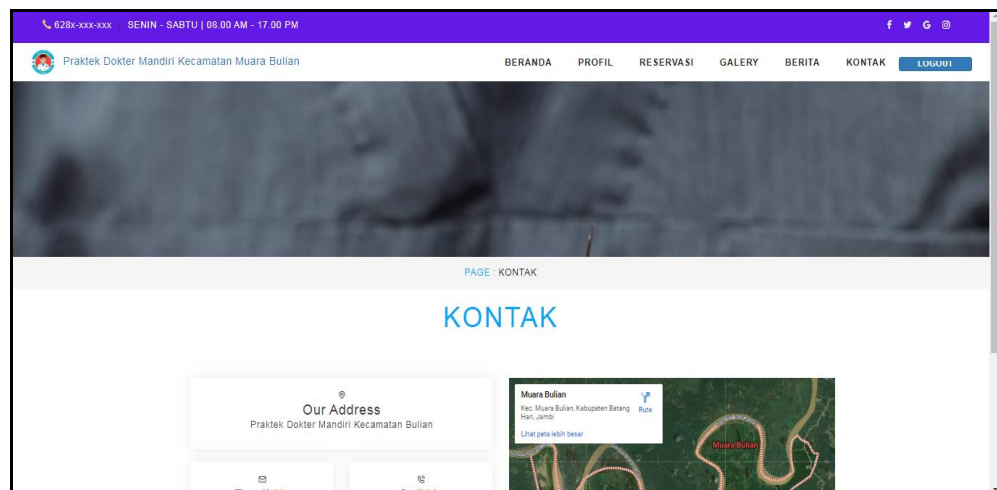 628x-xxx-xxx | SENIN - SABTU | 08.00 AM - 17.00 PM
Praktek Dokter Mandiri Kecamatan Muara Bulian
BERANDA PROFIL RESERVASI GALERY BERITA KONTAK LOGOUT
PAGE : KONTAK
KONTAK
Our Address
Praktek Dokter Mandiri Kecamatan Bulian
Muara Bulian
Kec. Muara Bulian, Kabupaten Batang
Hari, Jambi
Rute
Lihat peta lebih besar
Muara Bulian